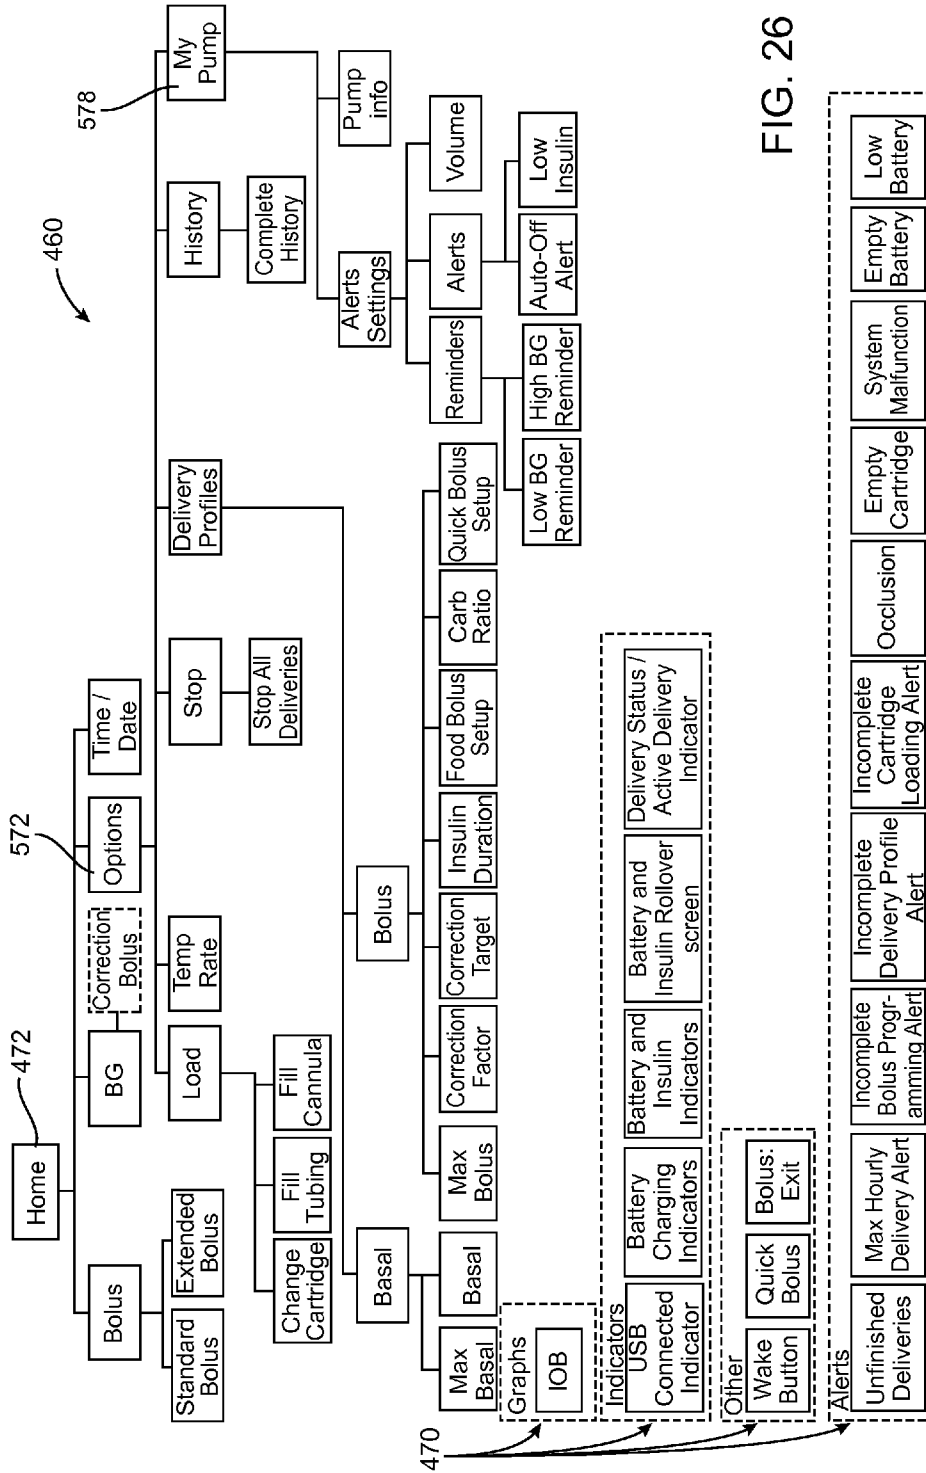 460
472
Home
572
578
Bolus
BG
Correction
Bolus
Options
Time /
Date
Standard
Bolus
Extended
Bolus
Load
Temp
Rate
Stop
Delivery
Profiles
History
My
Pump
Change
Cartridge
Fill
Tubing
Fill
Cannula
Stop All
Deliveries
Complete
History
Basal
Bolus
Alerts
Settings
Pump
info
Max
Basal
Basal
Max
Bolus
Correction
Factor
Correction
Target
Insulin
Duration
Food Bolus
Setup
Carb
Ratio
Quick Bolus
Setup
Reminders
Alerts
Volume
Low BG
Reminder
High BG
Reminder
Auto-Off
Alert
Low
Insulin
470
Graphs
IOB
Indicators
USB
Connected
Indicator
Battery
Charging
Indicators
Battery and
Insulin
Indicators
Battery and
Insulin Rollover
screen
Delivery Status /
Active Delivery
Indicator
Other
Wake
Button
Quick
Bolus
Bolus:
Exit
FIG. 26
Alerts
Unfinished
Deliveries
Max Hourly
Delivery Alert
Incomplete
Bolus Progr-
amming Alert
Incomplete
Delivery Profile
Alert
Incomplete
Cartridge
Loading Alert
Occlusion
Empty
Cartridge
System
Malfunction
Empty
Battery
Low
Battery